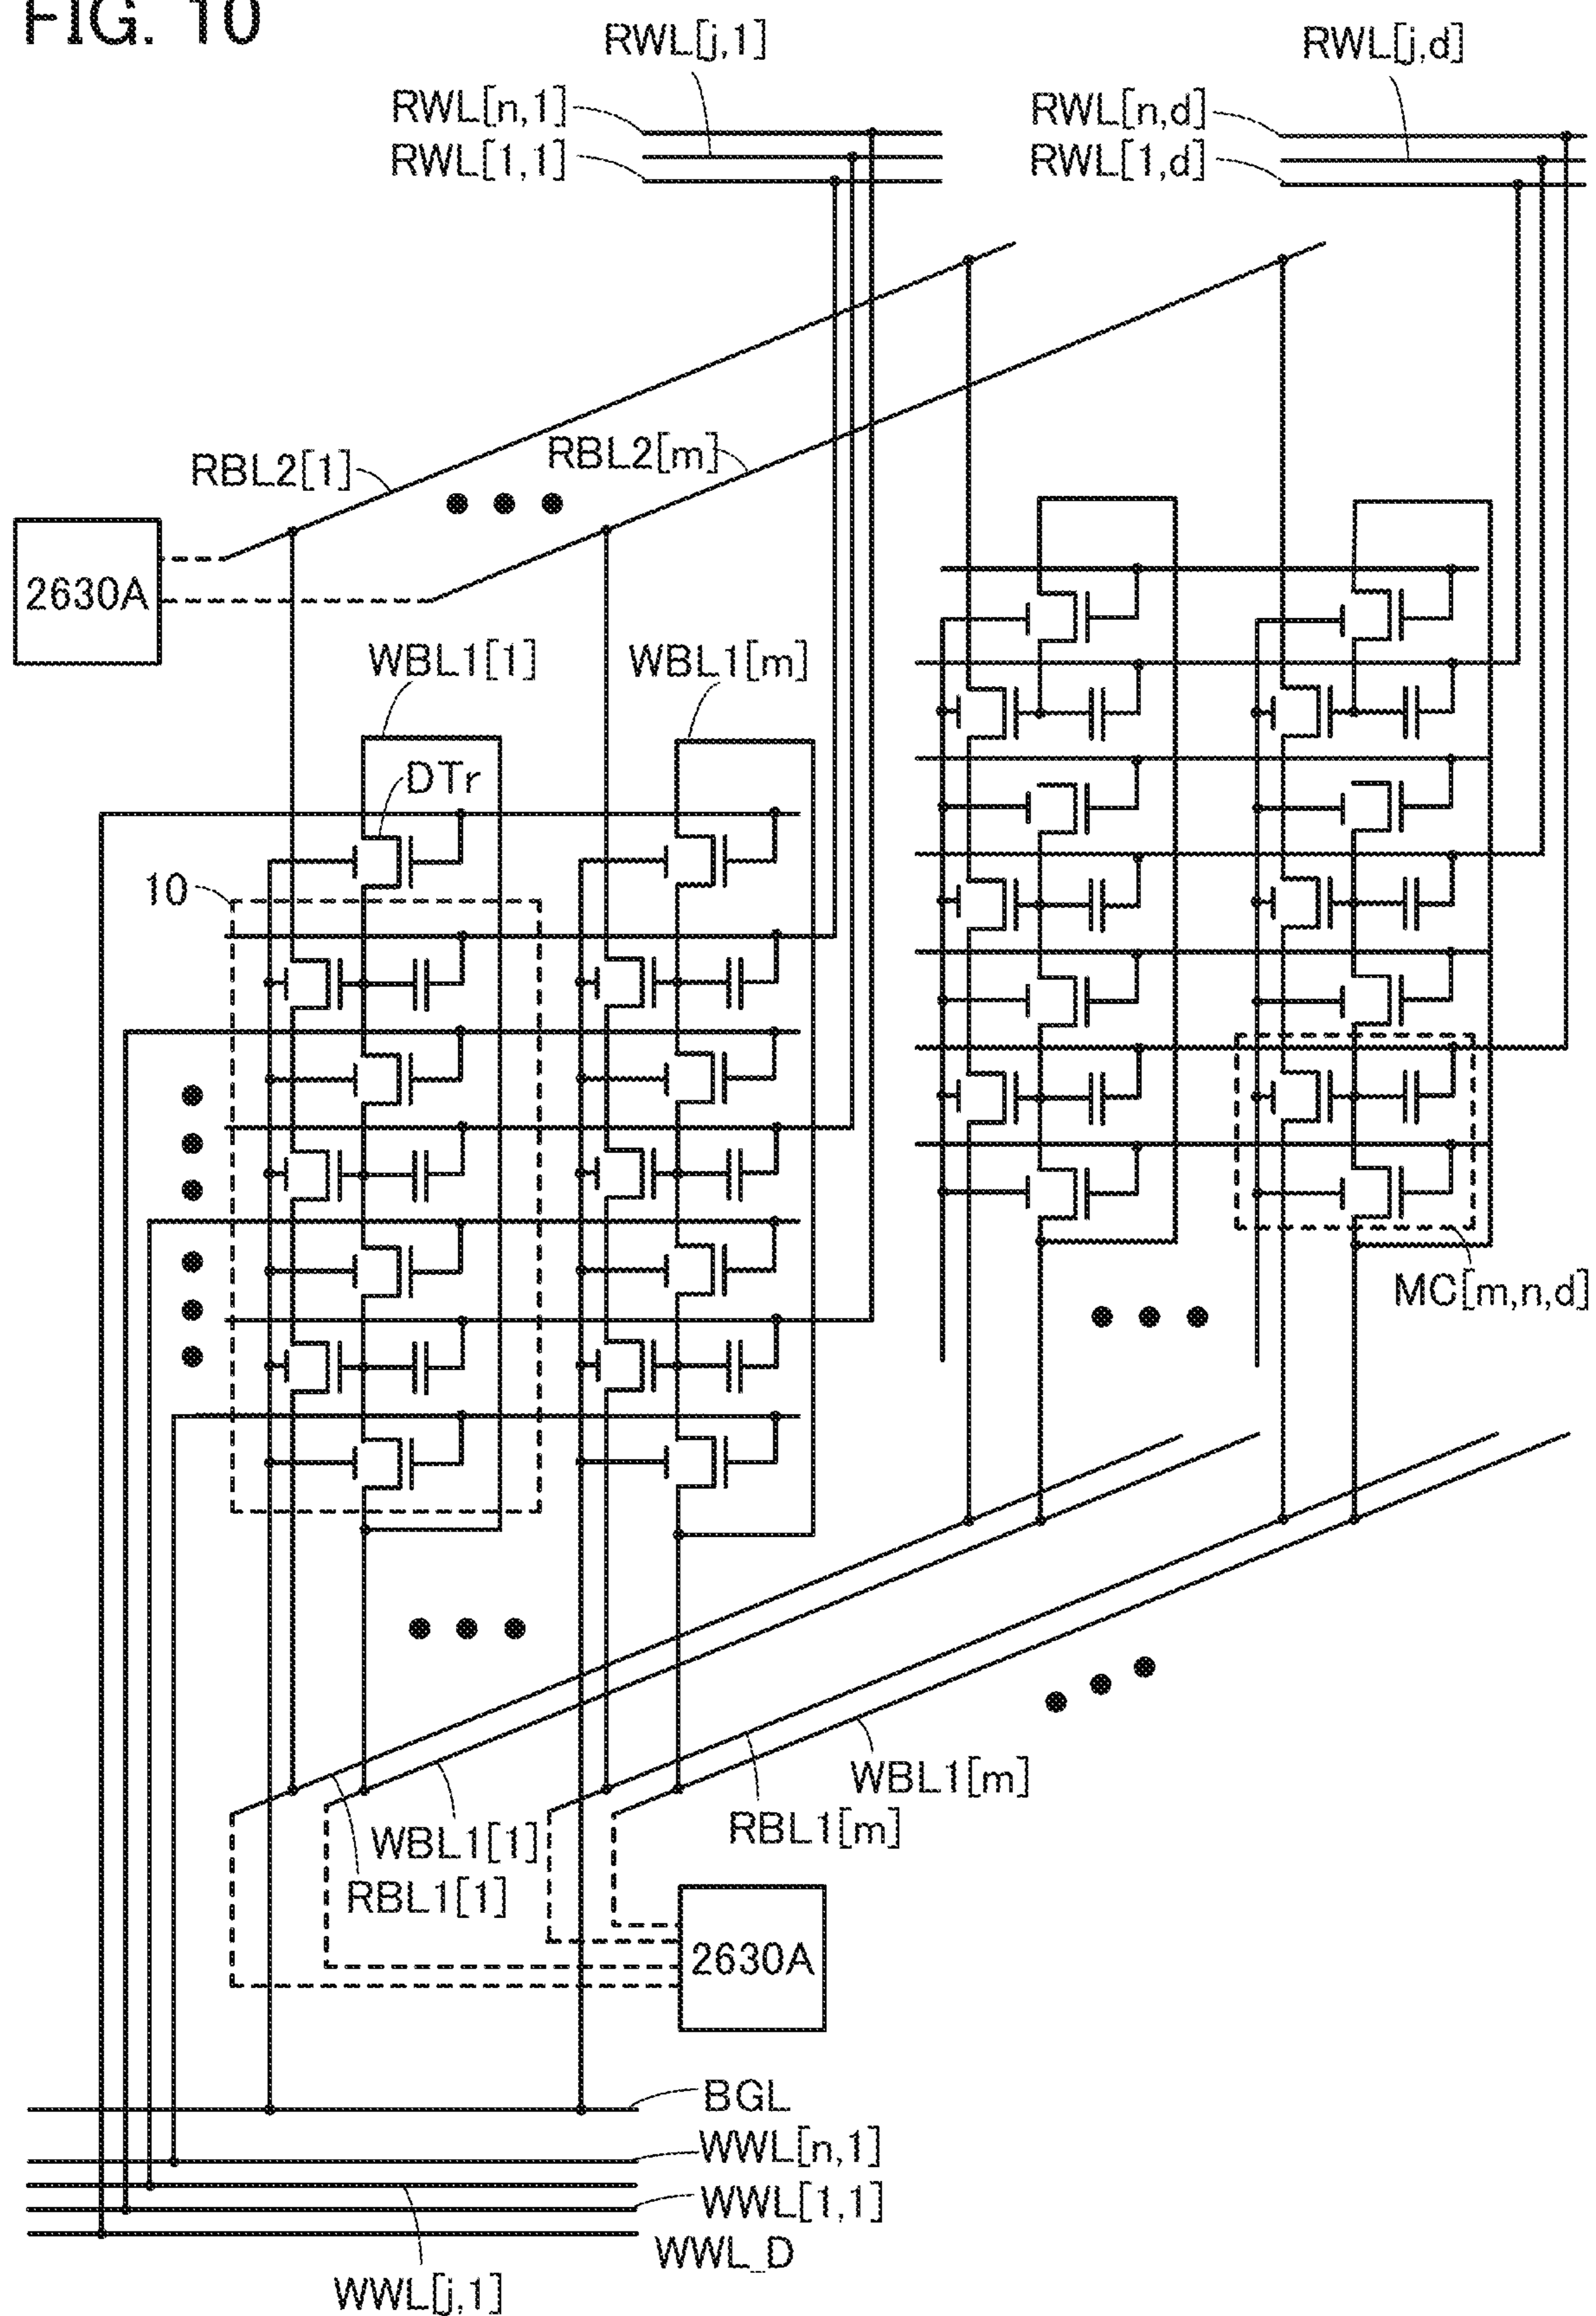 FIG. 10
RWL[j,1]
RWL[j,d]
RWL[n,1]
RWL[n,d]
RWL[1,1]
RWL[1,d]
RBL2[1]
RBL2[m]
2630A
WBL1[1]
WBL1[m]
DTr
10
MC[m,n,d]
WBL1[m]
RBL1[m]
WBL1[1]
RBL1[1]
2630A
BGL
WWL[n,1]
WWL[1,1]
WWL_D
WWL[j,1]